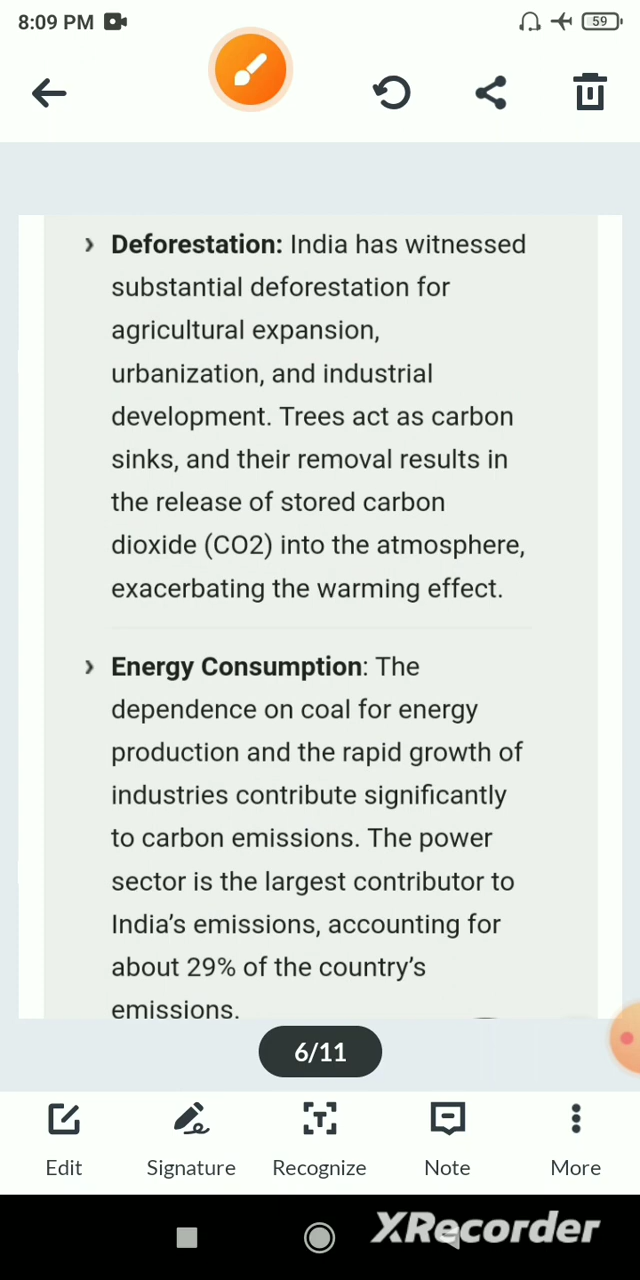 8:09 PM
59
› Deforestation: India has witnessed
substantial deforestation for
agricultural expansion,
urbanization, and industrial
development. Trees act as carbon
sinks, and their removal results in
the release of stored carbon
dioxide (CO2) into the atmosphere,
exacerbating the warming effect.
› Energy Consumption: The
dependence on coal for energy
production and the rapid growth of
industries contribute significantly
to carbon emissions. The power
sector is the largest contributor to
India’s emissions, accounting for
about 29% of the country’s
emissions.
6/11
Edit Signature Recognize Note More
XRecorder